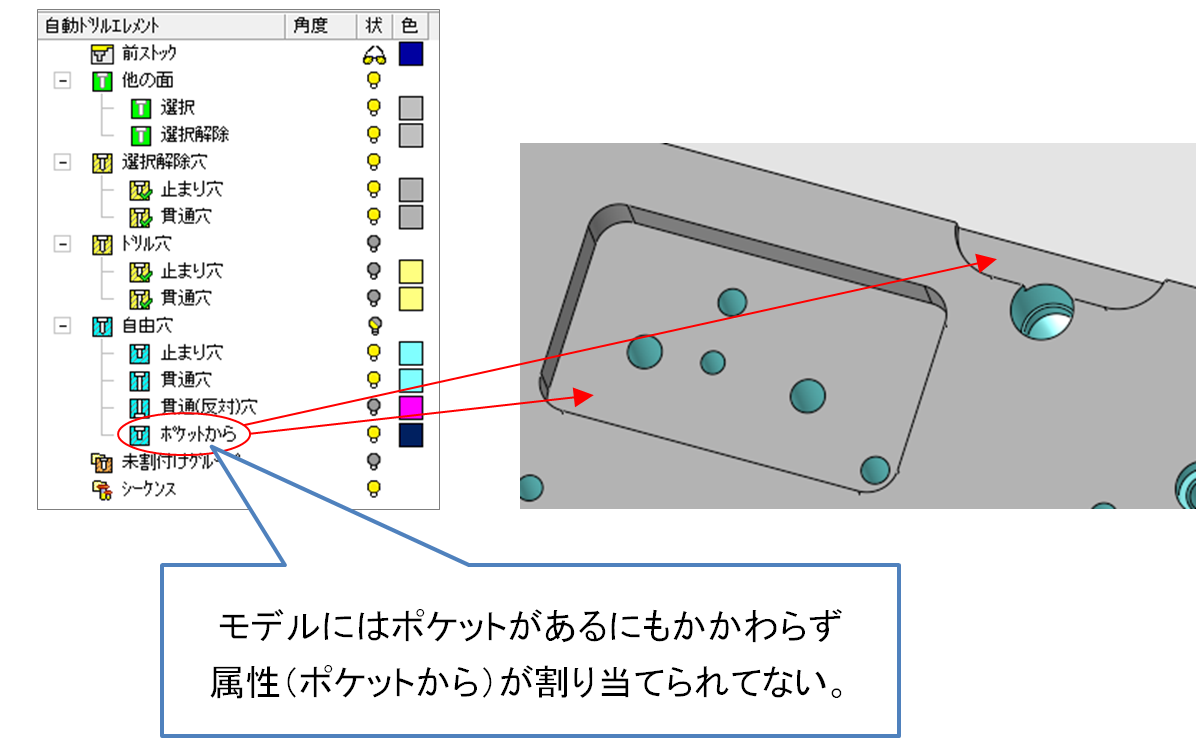 自動ﾄﾞﾘﾙｴﾚﾒﾝﾄ 角度 状 色
前ｽﾄｯｸ
他の面
選択
選択解除
選択解除穴
止まり穴
貫通穴
ﾄﾞﾘﾙ穴
止まり穴
貫通穴
自由穴
止まり穴
貫通穴
貫通(反対)穴
ﾎﾟｹｯﾄから
未割付けｸﾞﾙｰﾌﾟ
ｼｰｹﾝｽ
モデルにはポケットがあるにもかかわらず
属性（ポケットから）が割り当てられてない。